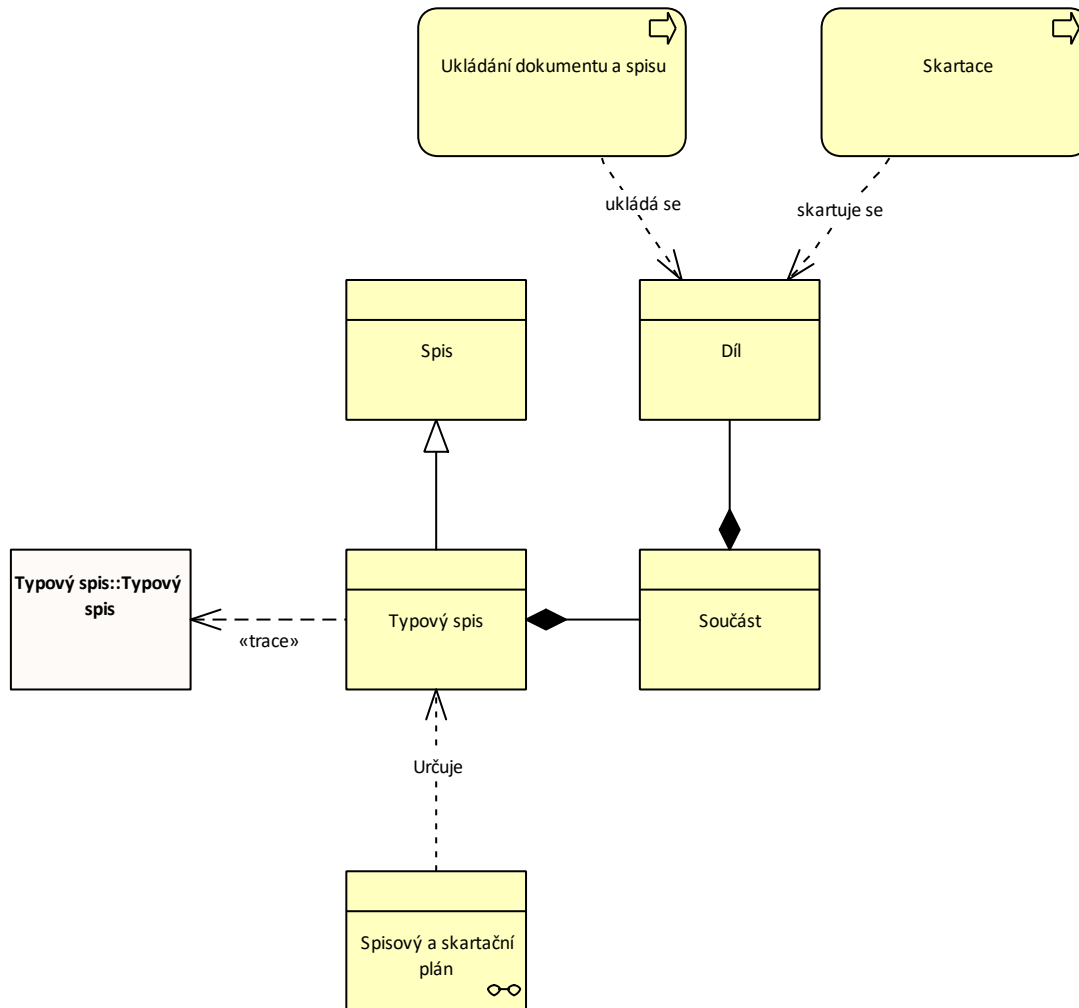 Ukládání dokumentu a spisu
Skartace
ukládá se
skartuje se
Spis
Díl
Typový spis::Typový
spis
«trace»
Typový spis
Součást
Určuje
Spisový a skartační
plán